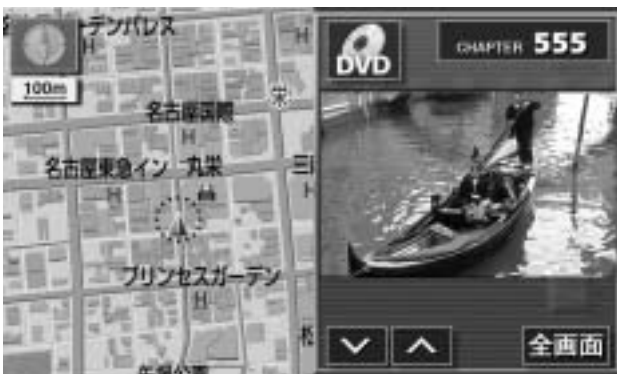 テンパレス
100m
栄
名古屋国際
名古屋東急イン
丸栄
プリンセスガーデン
DVD
CHAPTER 555
全画面